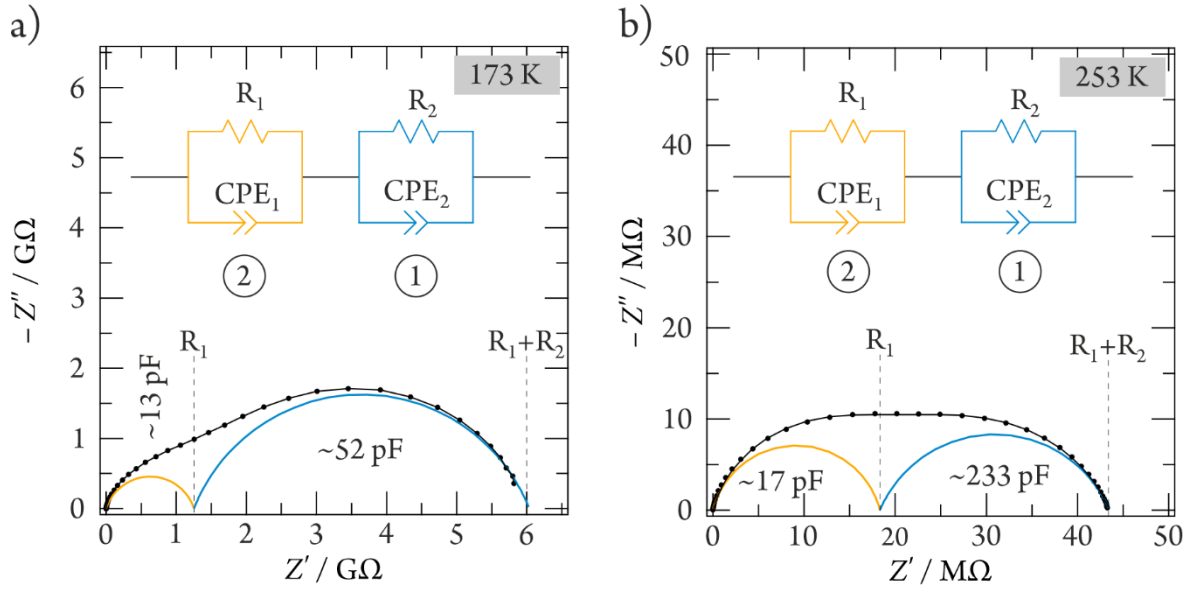 a)
173 K
R₁
R₂
CPE₁
CPE₂
2
1
− Z″ / GΩ
6
5
4
3
2
1
0
~13 pF
R₁
R₁+R₂
~52 pF
0 1 2 3 4 5 6
Z′ / GΩ
b)
253 K
R₁
R₂
CPE₁
CPE₂
2
1
− Z″ / MΩ
50
40
30
20
10
0
R₁
R₁+R₂
~17 pF
~233 pF
0 10 20 30 40 50
Z′ / MΩ